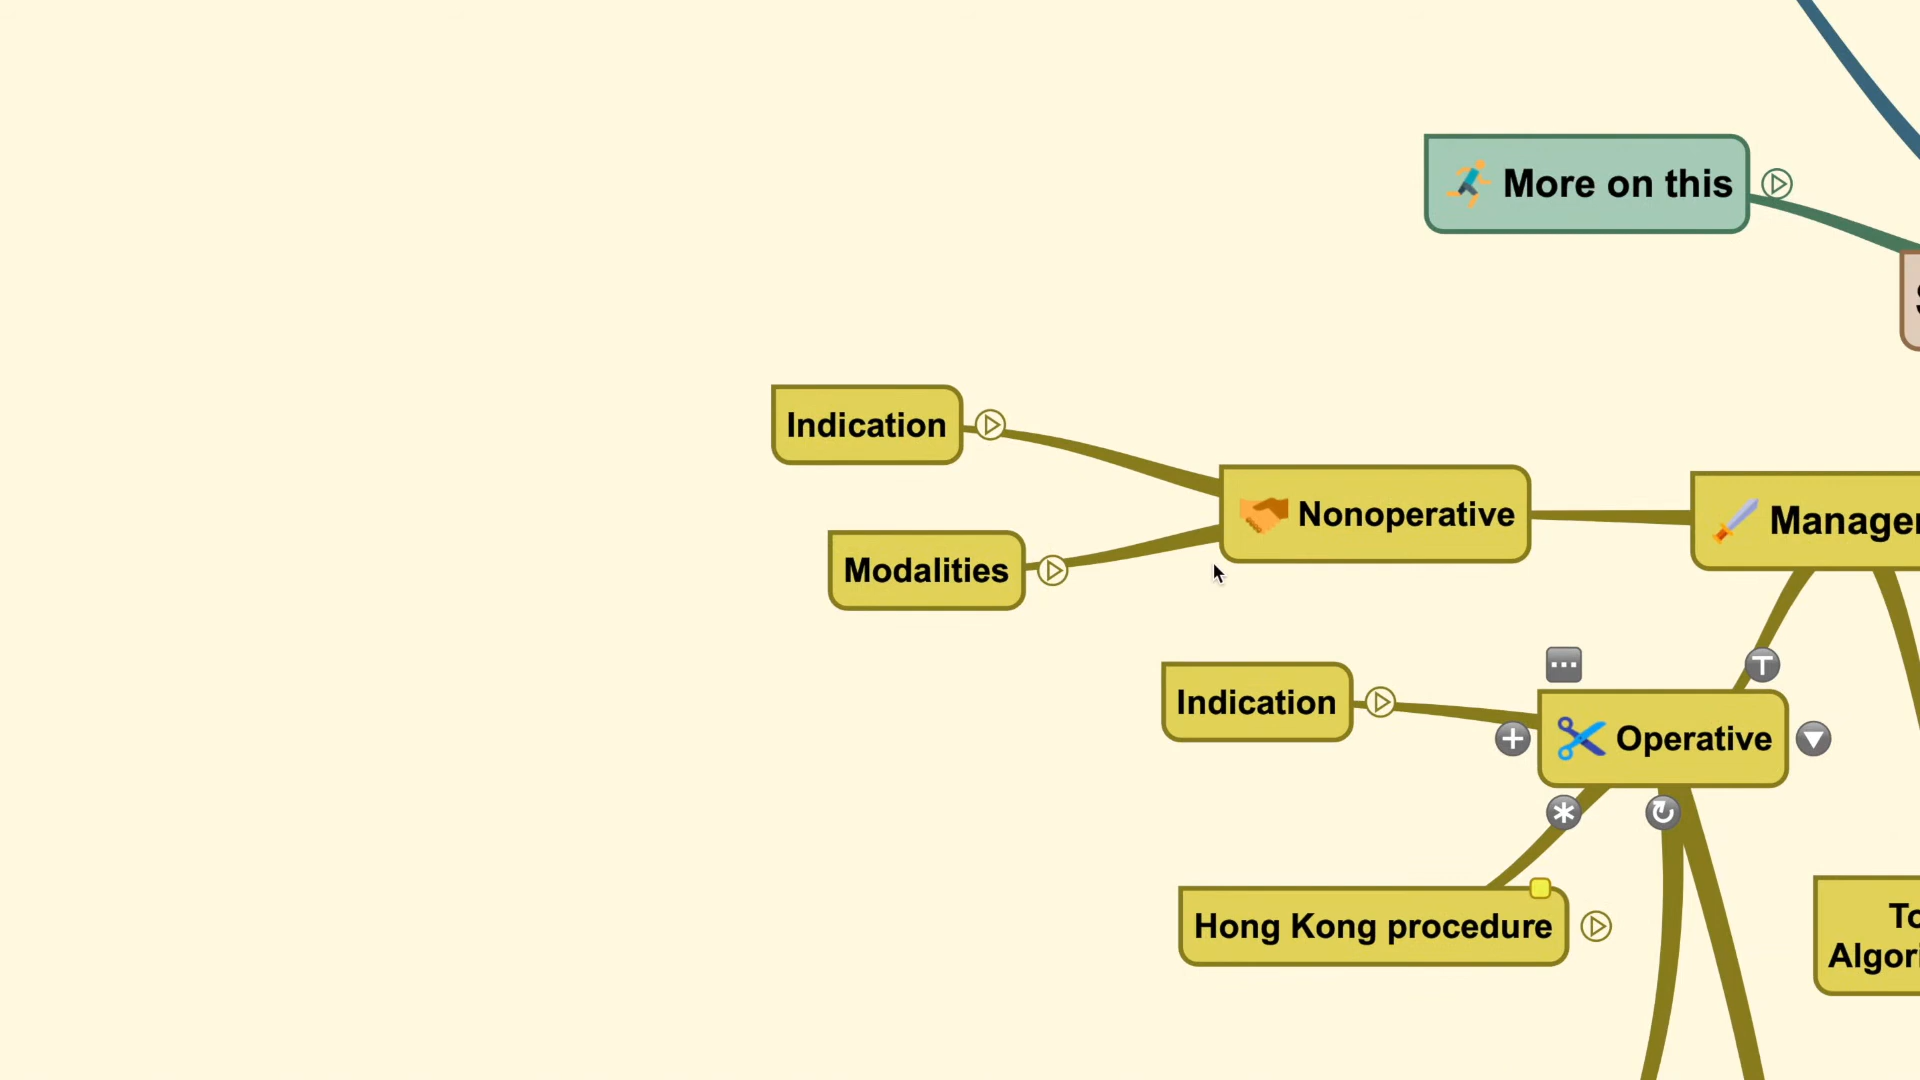 More on this
Indication
Nonoperative
Modalities
Indication
Operative
Hong Kong procedure